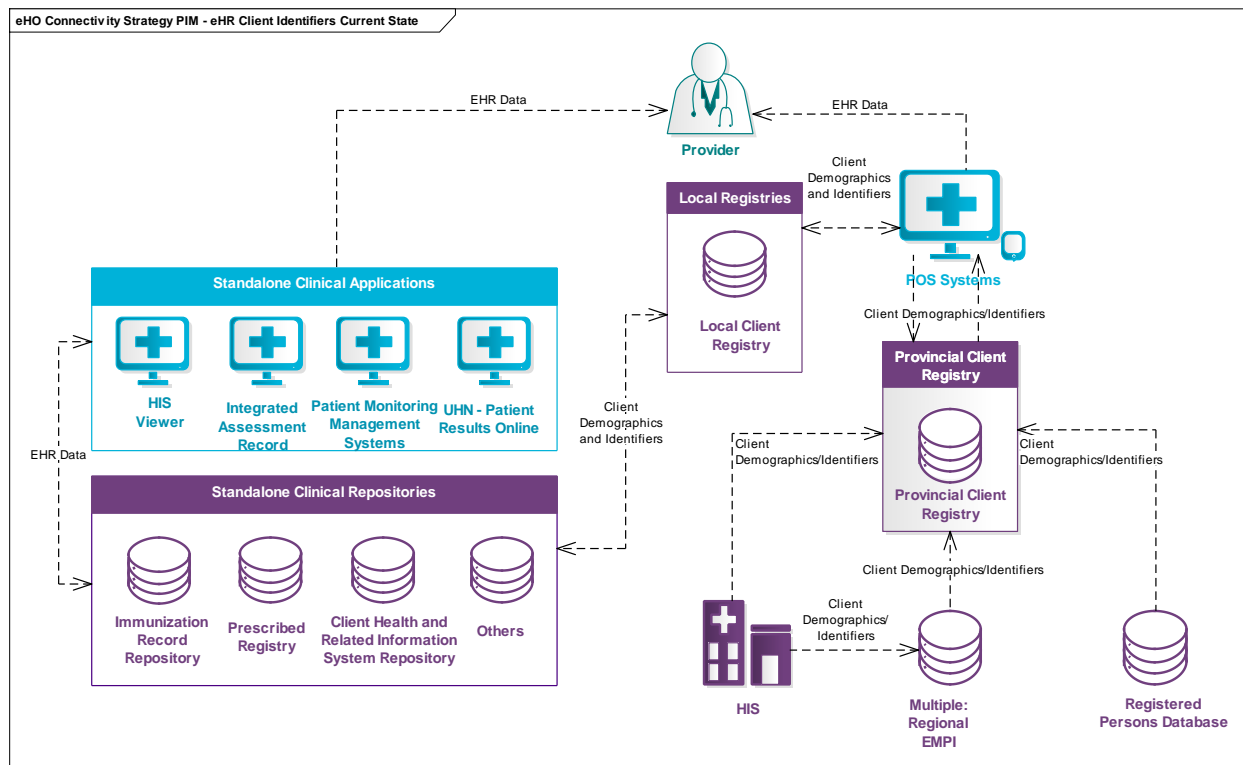 eHO Connectivity Strategy PIM - eHR Client Identifiers Current State
EHR Data
EHR Data
Provider
Client
Demographics
and Identifiers
Local Registries
Local Client
Registry
POS Systems
Client Demographics/Identifiers
Standalone Clinical Applications
HIS
Viewer
Integrated
Assessment
Record
Patient Monitoring
Management
Systems
UHN - Patient
Results Online
Client
Demographics
and Identifiers
EHR Data
Provincial Client
Registry
Provincial Client
Registry
Client
Demographics/Identifiers
Client
Demographics/Identifiers
Standalone Clinical Repositories
Immunization
Record
Repository
Prescribed
Registry
Client Health and
Related Information
System Repository
Others
Client Demographics/Identifiers
Client
Demographics/
Identifiers
HIS
Multiple:
Regional
EMPI
Registered
Persons Database